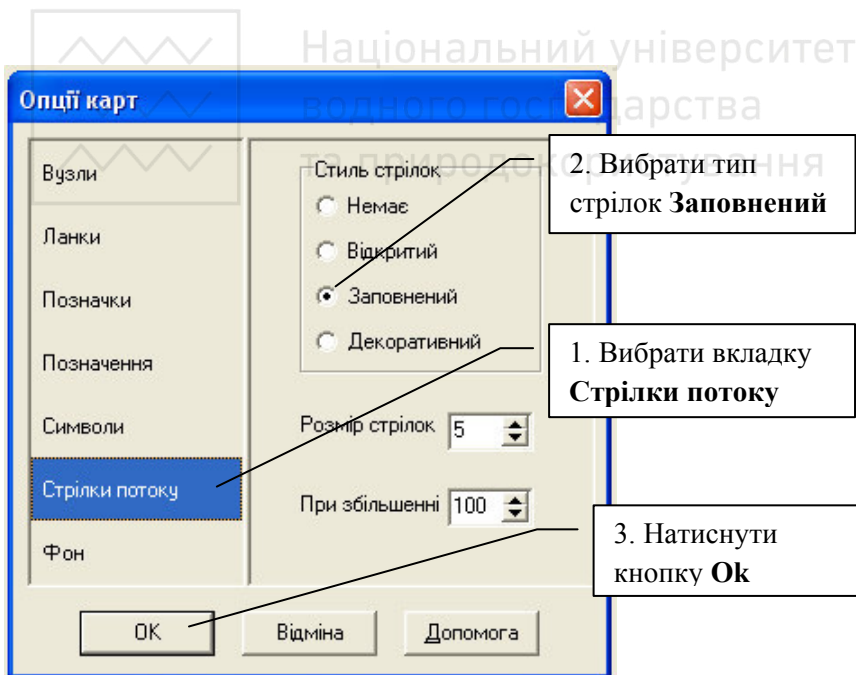 Національний університет
водного господарства
та природокористування
Опції карт
Вузли
Ланки
Позначки
Позначення
Символи
Стрілки потоку
Фон
Стиль стрілок
Немає
Відкритий
Заповнений
Декоративний
Розмір стрілок 5
При збільшенні 100
OK Відміна Допомога
2. Вибрати тип
стрілок Заповнений
1. Вибрати вкладку
Стрілки потоку
3. Натиснути
кнопку Ok